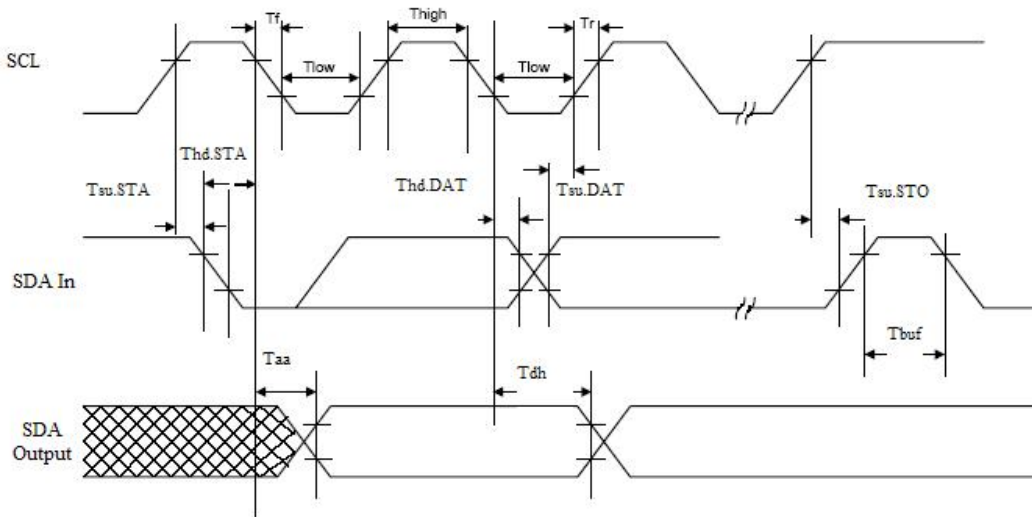 Tf
Thigh
Tr
SCL
Tlow
Tlow
Thd.STA
Thd.DAT
Tsu.STA
Tsu.DAT
Tsu.STO
SDA In
Tbuf
Taa
Tdh
SDA
Output